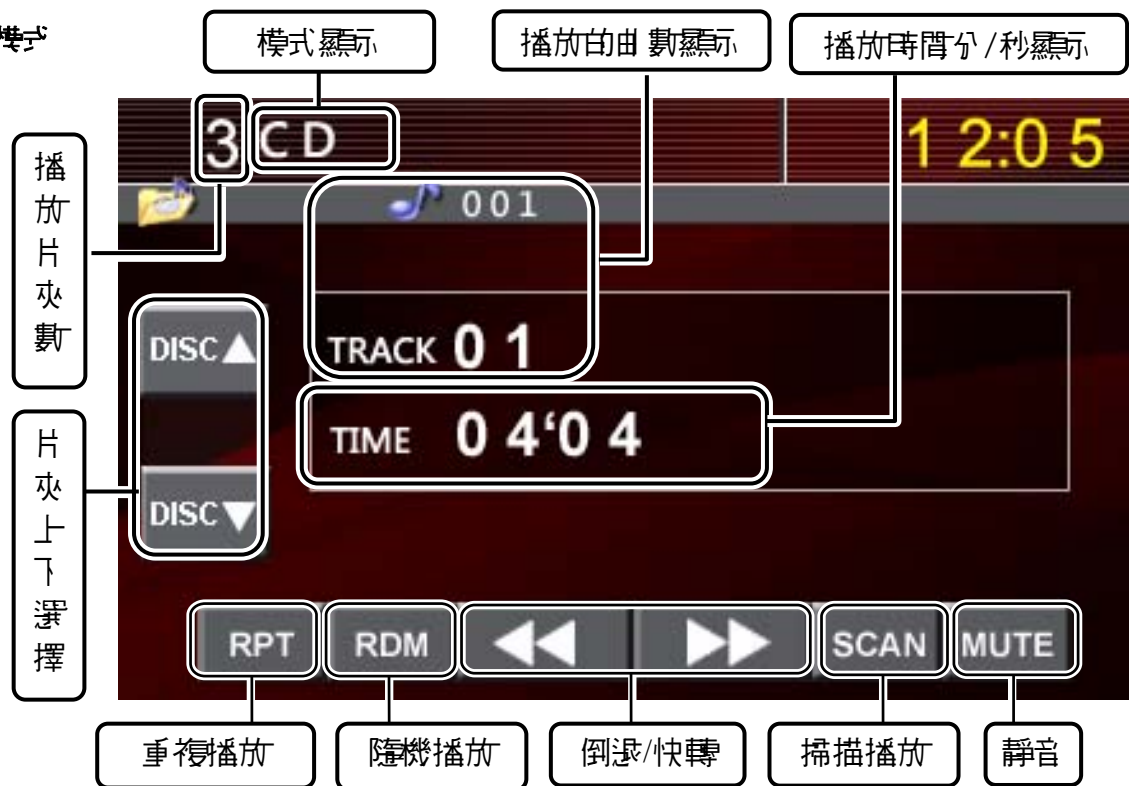 模式
模式顯示
播放的曲數顯示
播放時間分/秒顯示
播放片夾數
3 CD
12:05
001
DISC▲
TRACK 01
TIME 04‘04
片夾上下選擇
DISC▼
RPT
RDM
SCAN
MUTE
重複播放
隨機播放
倒退/快轉
掃描播放
靜音